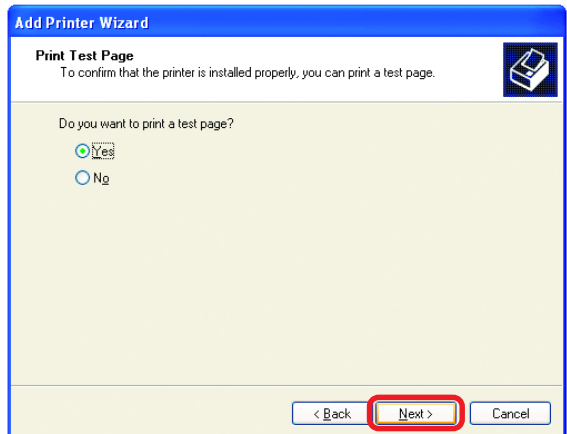 Add Printer Wizard
Print Test Page
To confirm that the printer is installed properly, you can print a test page.
Do you want to print a test page?
Yes
No
< Back
Next >
Cancel